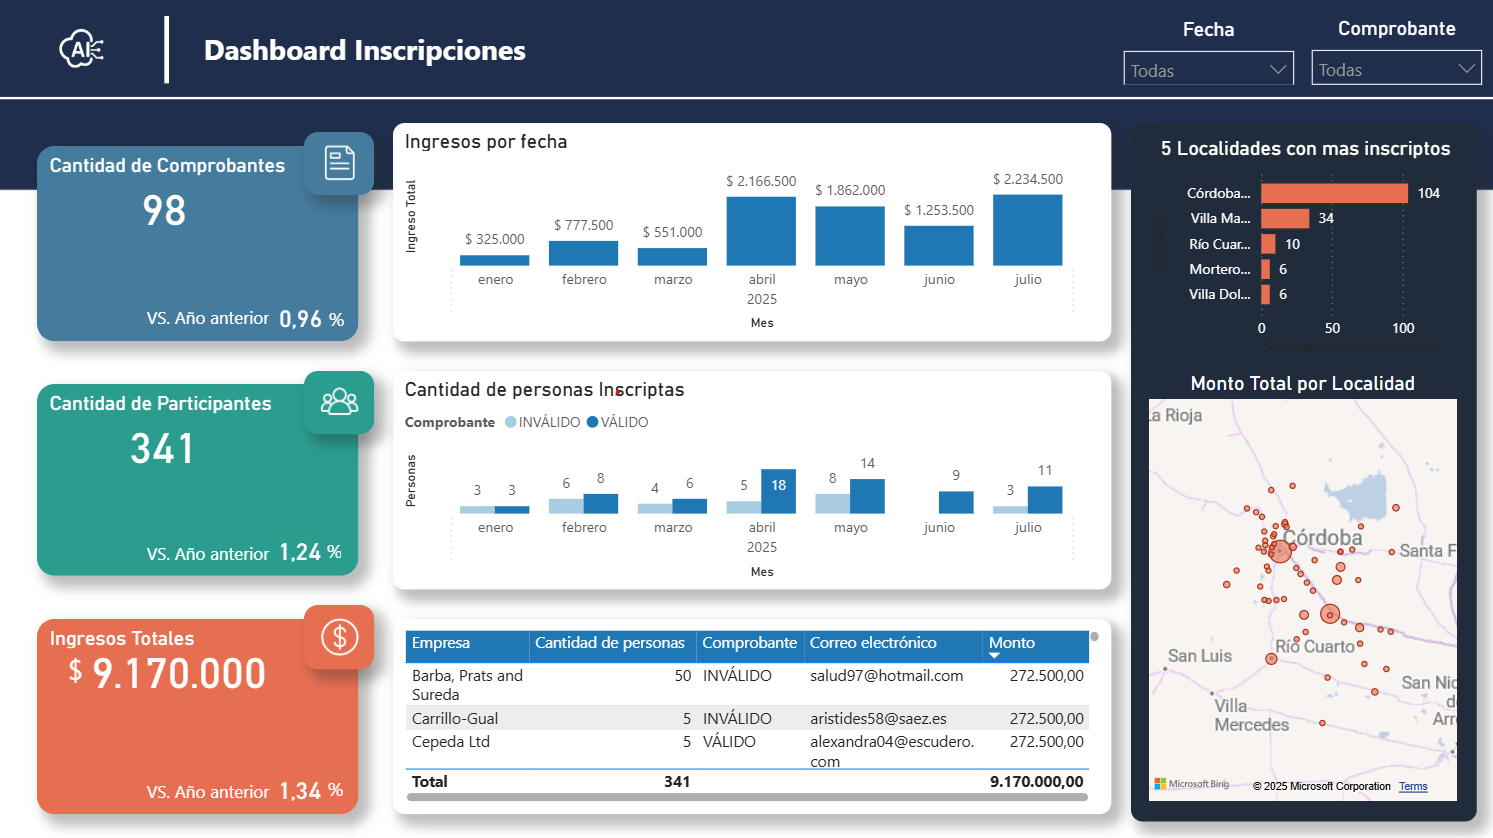 AI
Dashboard Inscripciones
Fecha
Todas
Comprobante
Todas
Cantidad de Comprobantes
98
VS. Año anterior 0,96 %
Cantidad de Participantes
341
VS. Año anterior 1,24 %
Ingresos Totales
$ 9.170.000
VS. Año anterior 1,34 %
Ingresos por fecha
Ingreso Total
$ 325.000
$ 777.500
$ 551.000
$ 2.166.500
$ 1.862.000
$ 1.253.500
$ 2.234.500
enero febrero marzo abril mayo junio julio
2025
Mes
Cantidad de personas Inscriptas
Comprobante INVÁLIDO VÁLIDO
Personas
3 3 6 8 4 6 5 18 8 14 9 3 11
enero febrero marzo abril mayo junio julio
2025
Mes
Empresa Cantidad de personas Comprobante Correo electrónico Monto
Barba, Prats and 50 INVÁLIDO salud97@hotmail.com 272.500,00
Sureda
Carrillo-Gual 5 INVÁLIDO aristides58@saez.es 272.500,00
Cepeda Ltd 5 VÁLIDO alexandra04@escudero. 272.500,00
com
Total 341 9.170.000,00
5 Localidades con mas inscriptos
Córdoba... 104
Villa Ma... 34
Río Cuar... 10
Mortero... 6
Villa Dol... 6
0 50 100
Monto Total por Localidad
La Rioja
Córdoba
Santa F
Río Cuarto
San Luis
San Nic
d
Villa
Arr
Mercedes
Microsoft Bing
© 2025 Microsoft Corporation Terms